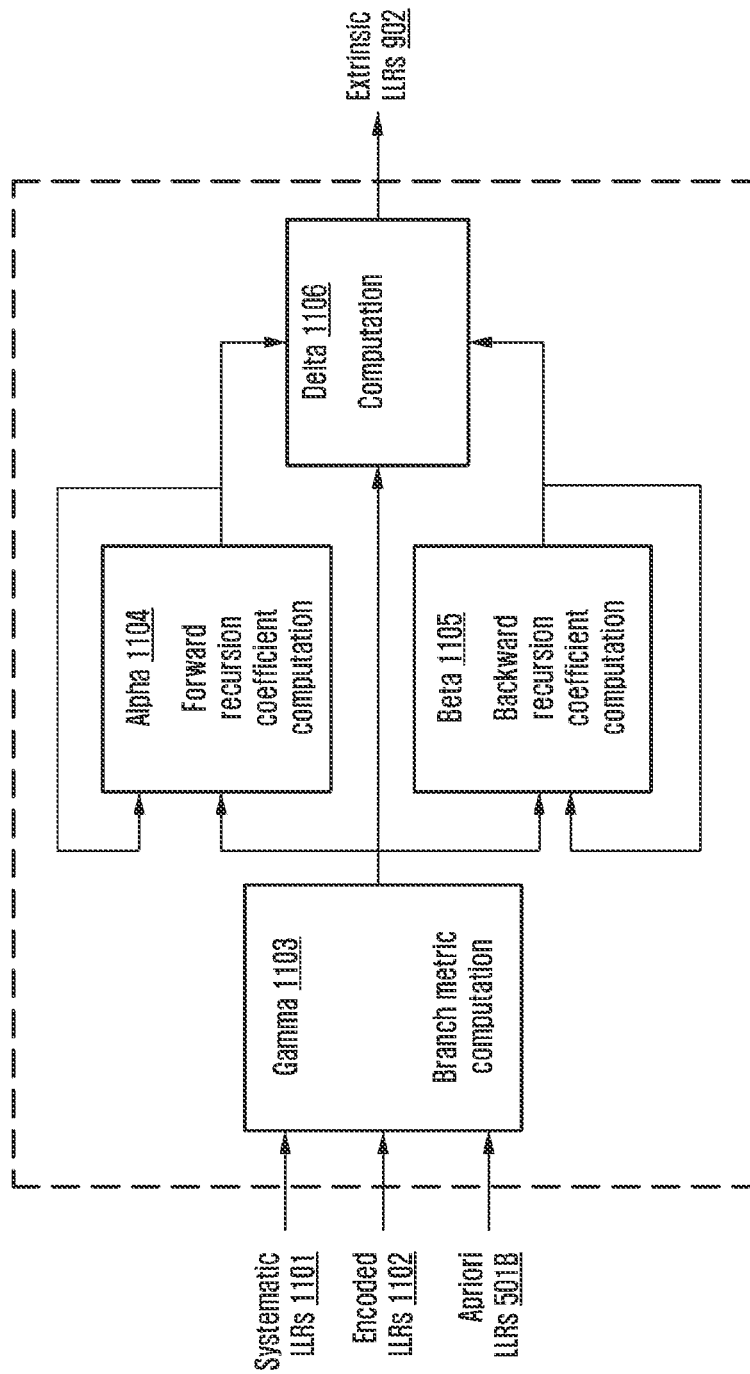 Systematic
LLRs 1101
Encoded
LLRs 1102
Apriori
LLRs 501B
Gamma 1103
Branch metric
computation
Alpha 1104
Forward
recursion
coefficient
computation
Beta 1105
Backward
recursion
coefficient
computation
Delta 1106
Computation
Extrinsic
LLRs 902